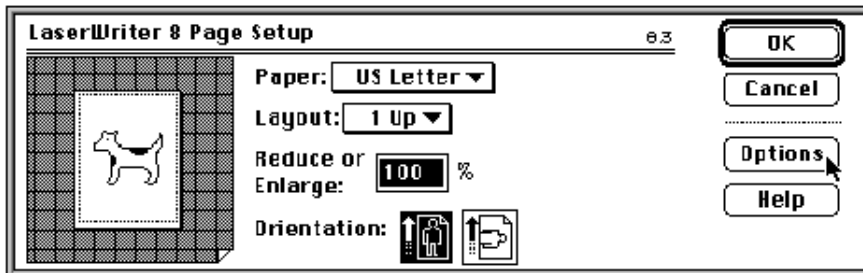 LaserWriter 8 Page Setup 8.3 OK
Paper: US Letter Cancel
Layout: 1 Up
Reduce or Enlarge: 100 % Options
Orientation: Help